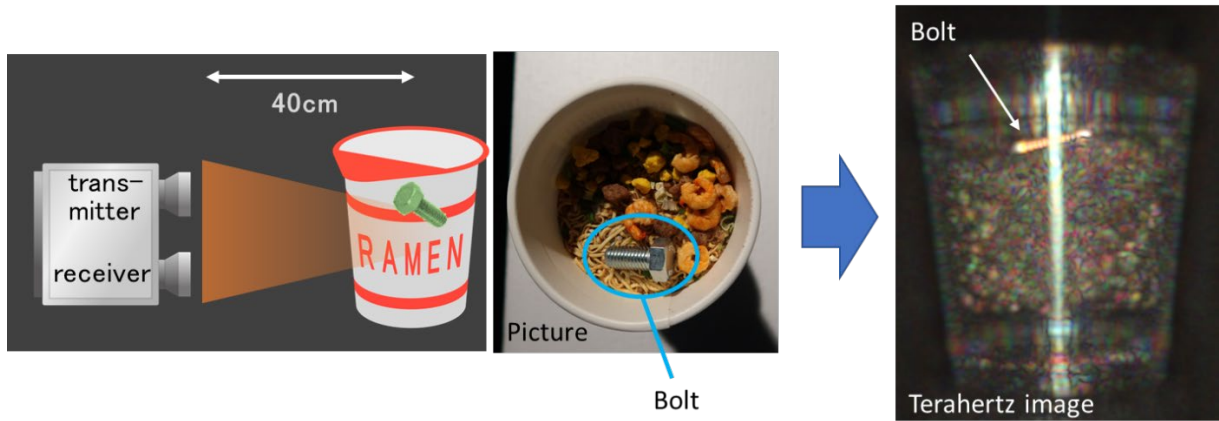 40cm
trans-
mitter
receiver
RAMEN
Picture
Bolt
Bolt
Terahertz image